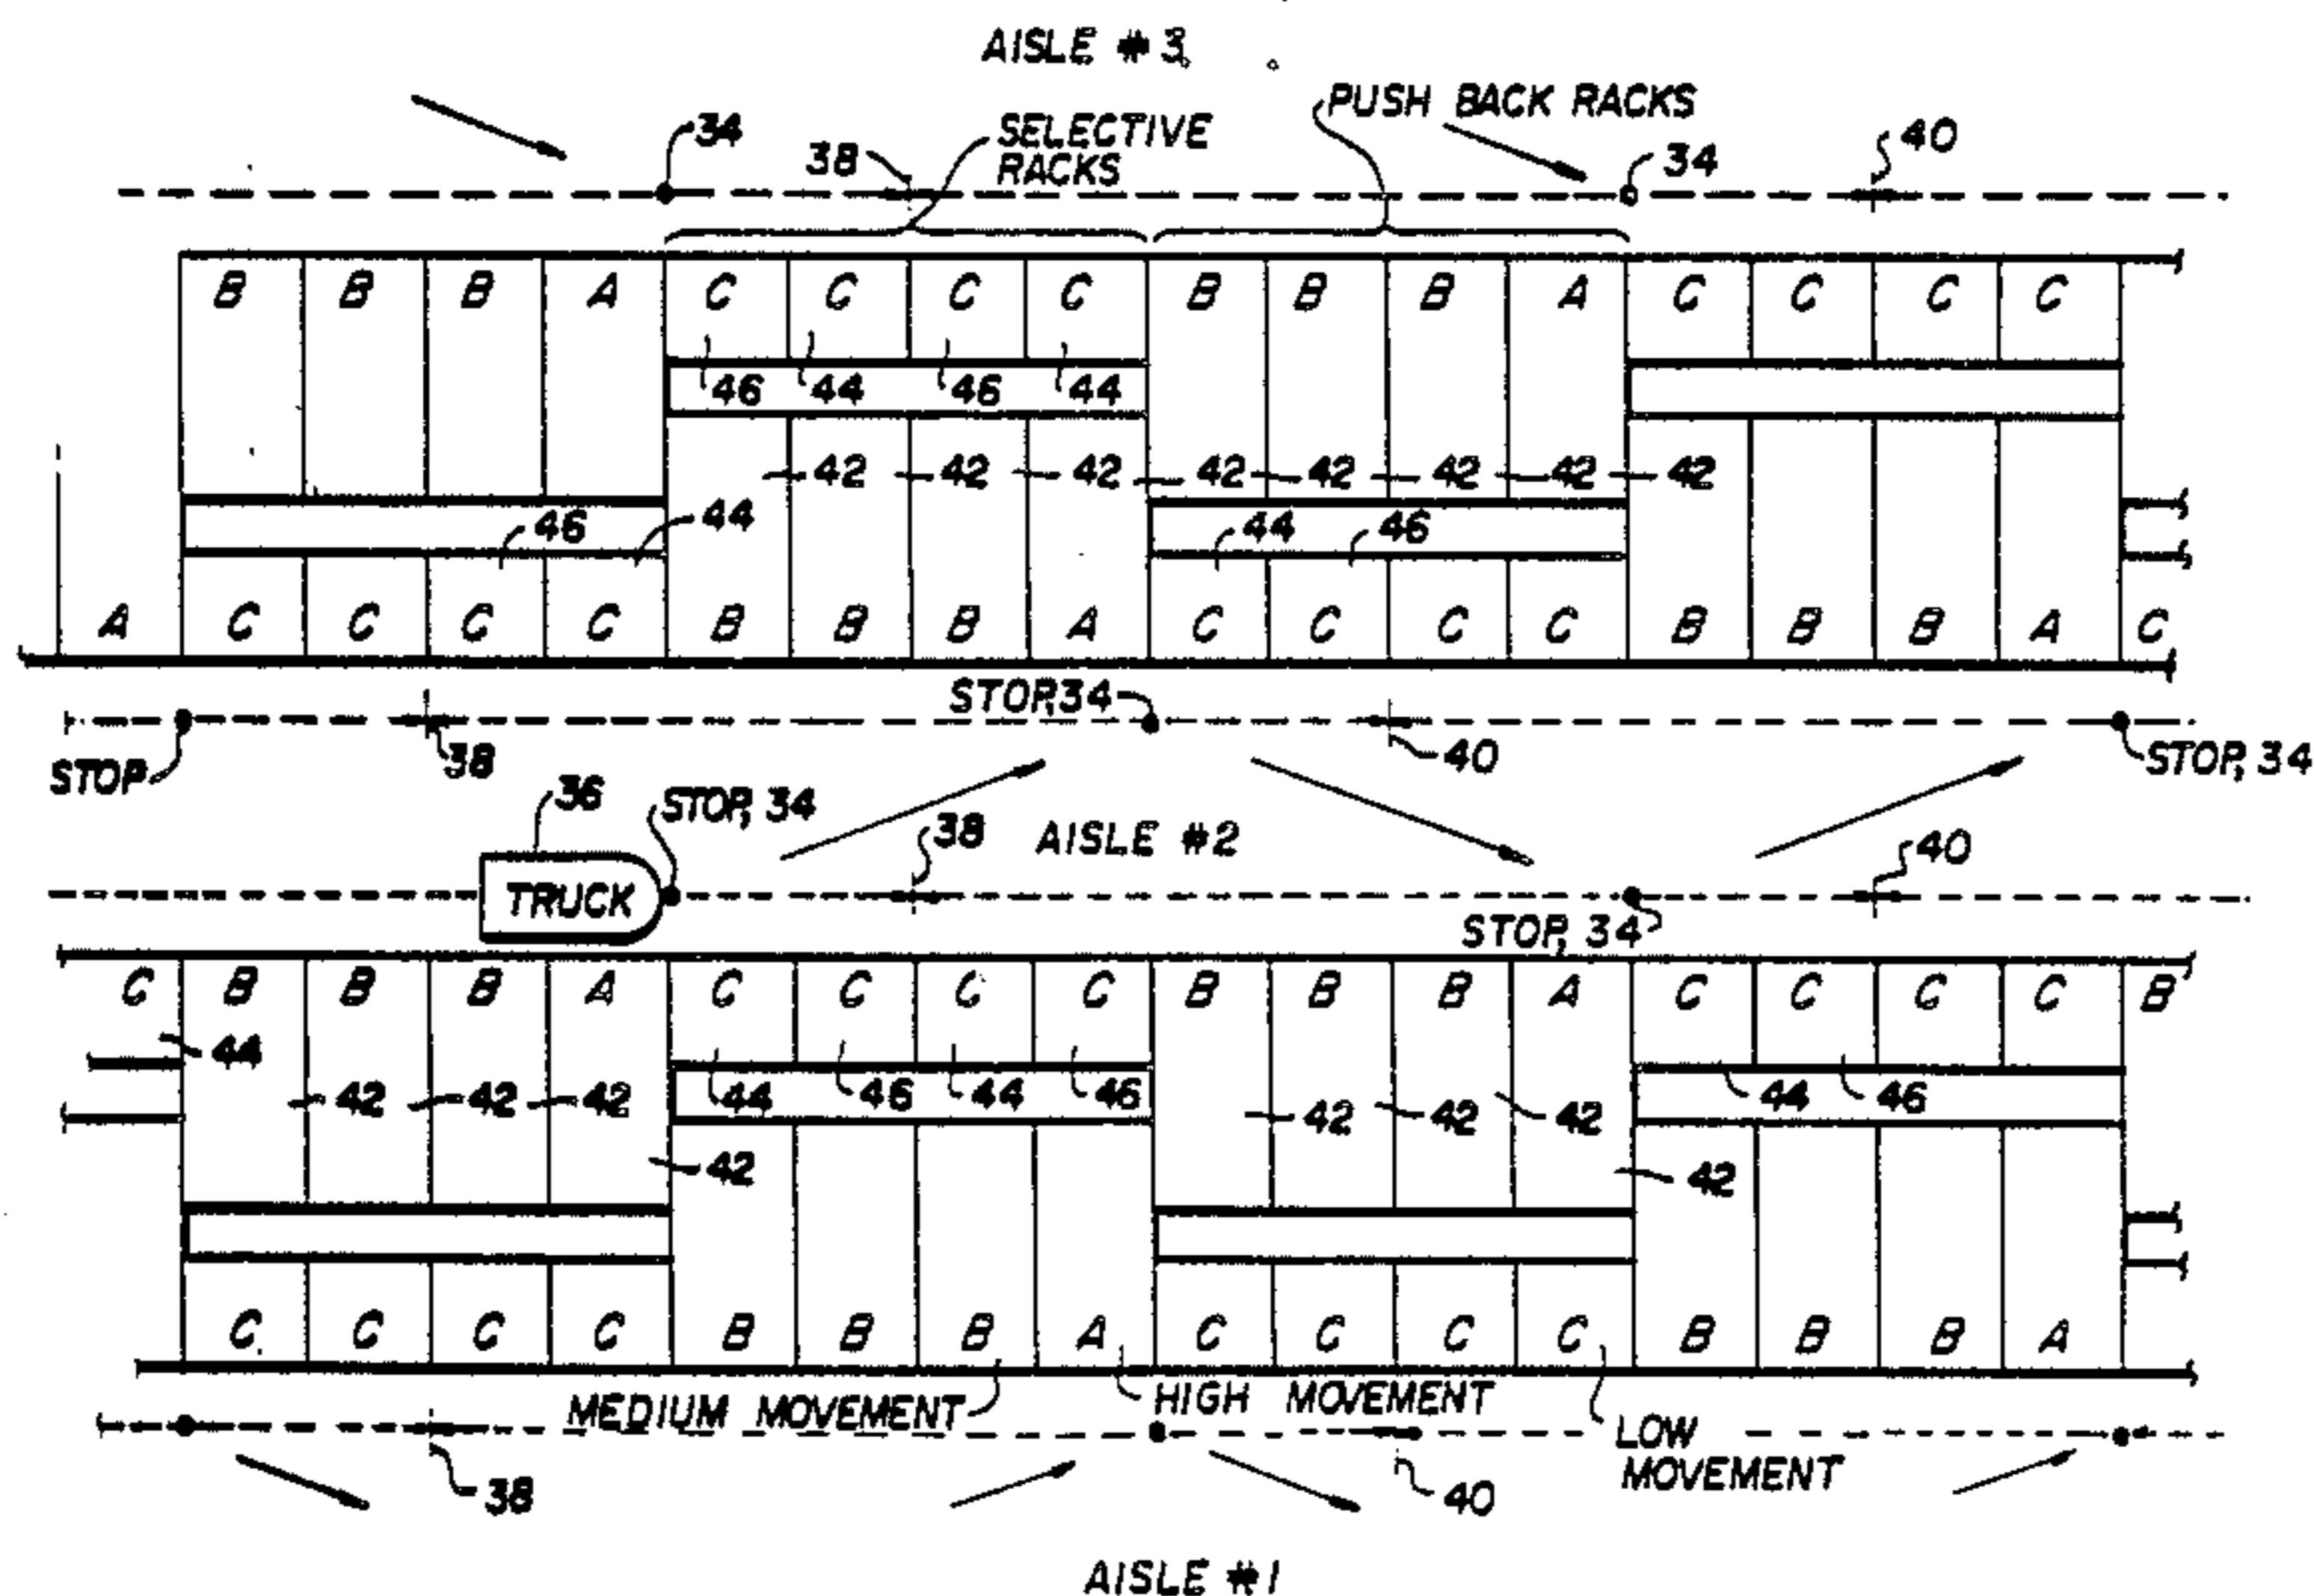 AISLE #3
PUSH BACK RACKS
34 SELECTIVE 40
38 RACKS 34
B B B A C C C C B B B A C C C C
46 44 46 44
42 42 42 42 42 42 42 42
46 44 44 46
A C C C C B B B A C C C C B B B A C
STOP, 34
STOP 38 40 STOP, 34
36 STOP, 34 38 AISLE #2 40
TRUCK
STOP, 34
C B B B A C C C C B B B A C C C C B
44
42 42 42 44 46 44 46 42 42 42 44 46
42 42
C C C C B B B A C C C C B B B A
MEDIUM MOVEMENT HIGH MOVEMENT
LOW
MOVEMENT
38 40
AISLE #1